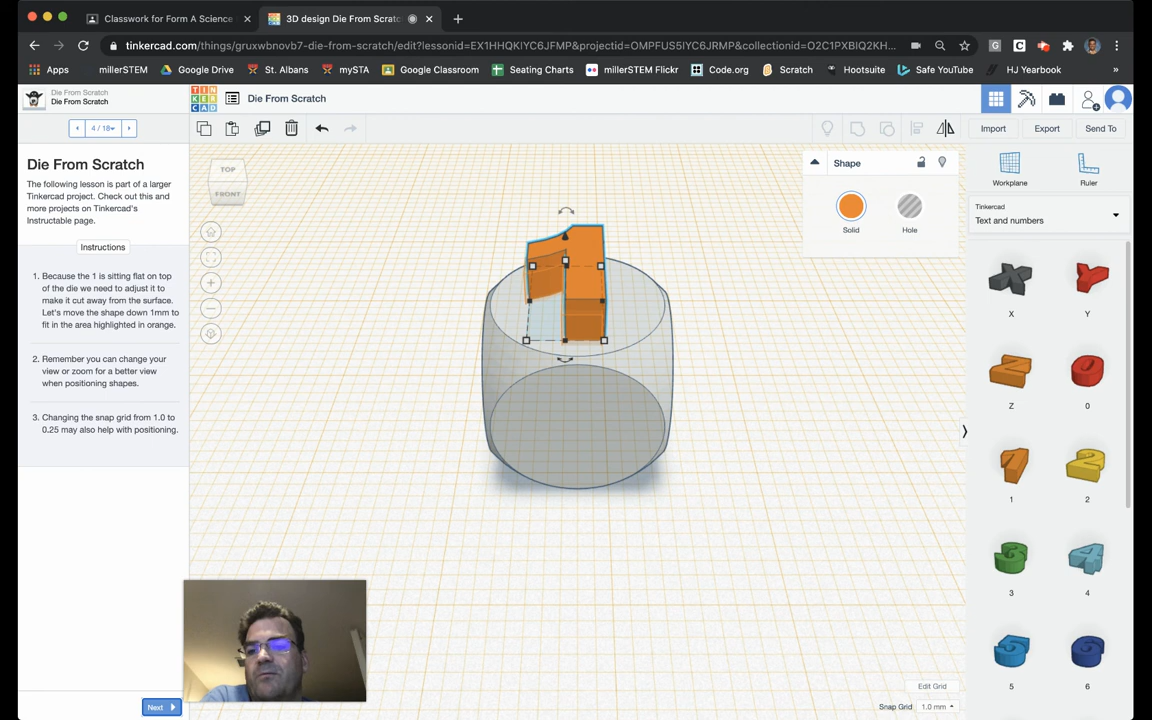 Classwork for Form A Science
3D design Die From Scratc
tinkercad.com/things/gruxwbnovb7-die-from-scratch/edit?lessonid=EX1HHQKIYC6JFMP&projectid=OMPFUS5IYC6JRMP&collectionid=O2C1PXBIQ2KH...
Apps
millerSTEM
Google Drive
St. Albans
mySTA
Google Classroom
Seating Charts
millerSTEM Flickr
Code.org
Scratch
Hootsuite
Safe YouTube
HJ Yearbook
»
Die From Scratch
Die From Scratch
TIN
KER
CAD
Die From Scratch
4 / 18
Import
Export
Send To
Die From Scratch
The following lesson is part of a larger
Tinkercad project. Check out this and
more projects on Tinkercad's
Instructable page.
Instructions
1. Because the 1 is sitting flat on top
of the die we need to adjust it to
make it cut away from the surface.
Let's move the shape down 1mm to
fit in the area highlighted in orange.
2. Remember you can change your
view or zoom for a better view
when positioning shapes.
3. Changing the snap grid from 1.0 to
0.25 may also help with positioning.
Next
TOP
FRONT
Shape
Solid
Hole
Workplane
Ruler
Tinkercad
Text and numbers
X
Y
Z
0
1
2
3
4
5
6
Edit Grid
Snap Grid
1.0 mm